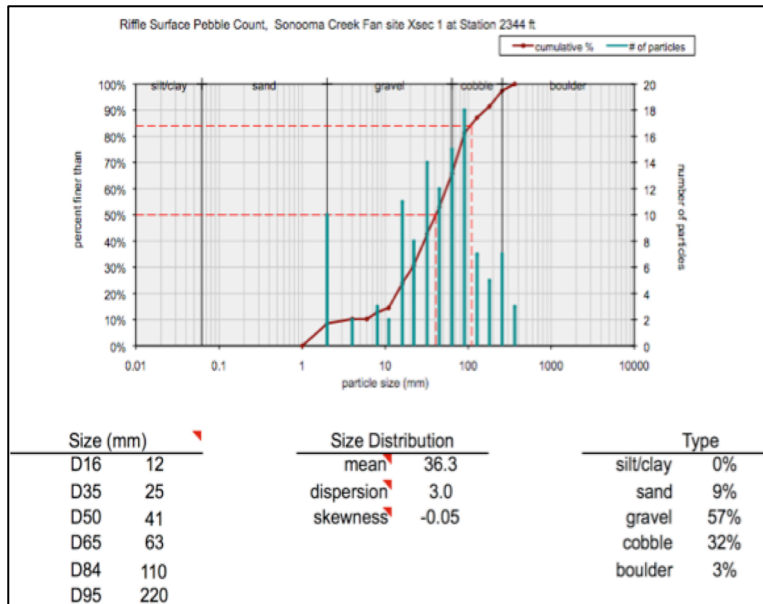 Riffle Surface Pebble Count, Sonooma Creek Fan site Xsec 1 at Station 2344 ft
cumulative % # of particles
silt/clay sand gravel cobble boulder
100% 20
90% 18
80% 16
70% 14
60% 12
50% 10
40% 8
30% 6
20% 4
10% 2
0% 0
percent finer than
number of particles
0.01 0.1 1 10 100 1000 10000
particle size (mm)
Size (mm) Size Distribution Type
D16 12 mean 36.3 silt/clay 0%
D35 25 dispersion 3.0 sand 9%
D50 41 skewness -0.05 gravel 57%
D65 63 cobble 32%
D84 110 boulder 3%
D95 220